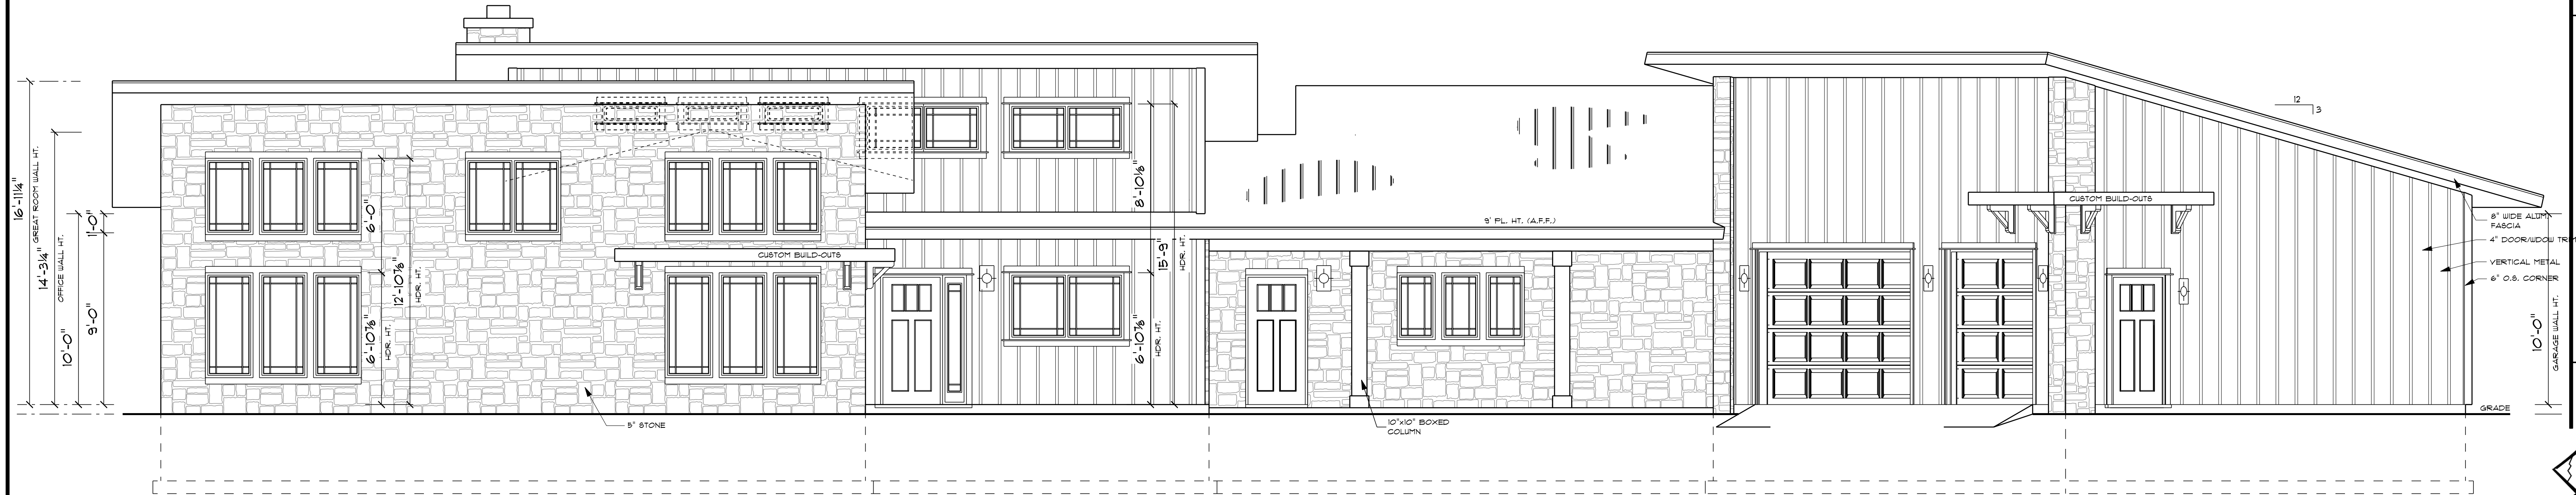 16'-11¼"
GREAT ROOM WALL HT.
14'-3¼"
OFFICE WALL HT.
10'-0"
1'-0"
9'-0"
6'-0"
6'-10⅞"
HDR. HT.
12'-10⅞"
HDR. HT.
CUSTOM BUILD-OUTS
5" STONE
8'-10⅛"
6'-10⅞"
HDR. HT.
15'-9"
HDR. HT.
9' PL. HT. (A.F.F.)
10"x10" BOXED
COLUMN
CUSTOM BUILD-OUTS
12
3
8" WIDE ALUM.
FASCIA
4" DOOR/WDOW
VERTICAL METAL
6" O.S. CORNER
10'-0"
GARAGE WALL HT.
GRADE